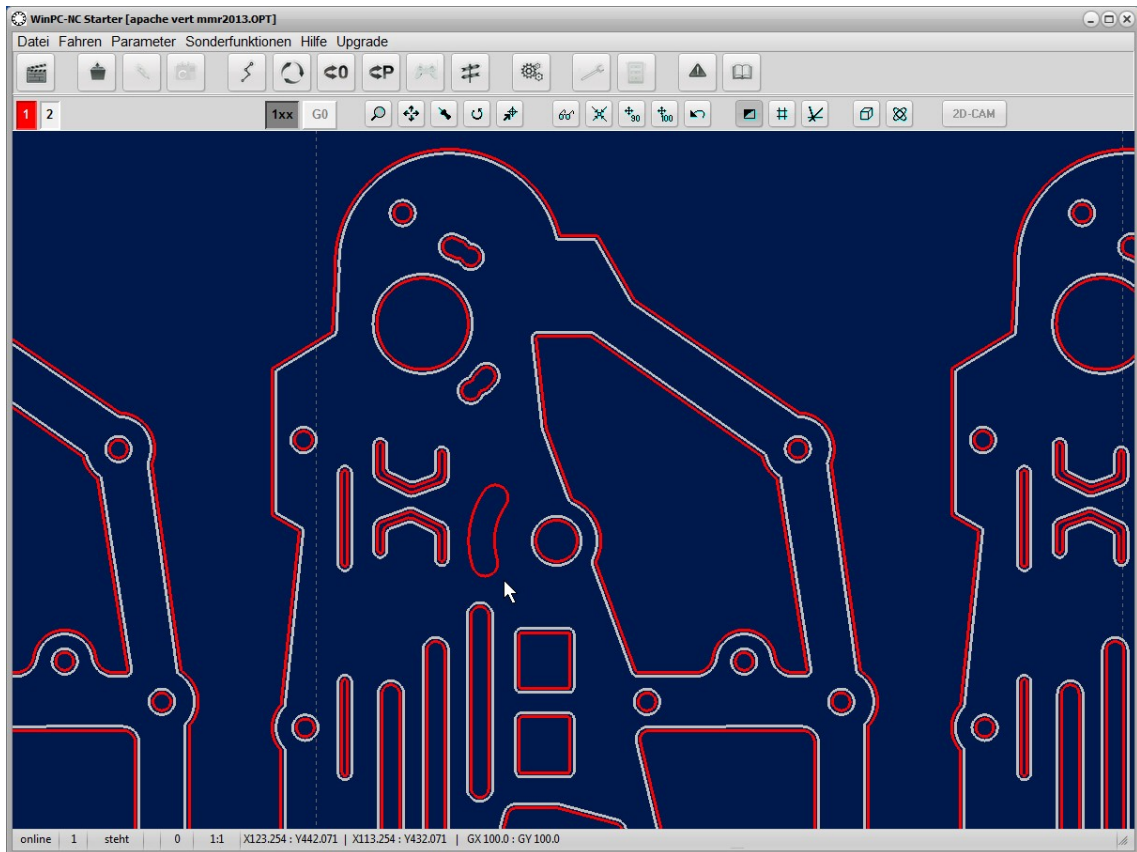 WinPC-NC Starter [apache vert mmr2013.OPT]
Datei Fahren Parameter Sonderfunktionen Hilfe Upgrade
0 P
1 2 1xx G0 90 100 2D-CAM
online 1 steht 0 1:1 X123.254 : Y442.071 | X113.254 : Y432.071 | GX 100.0 : GY 100.0